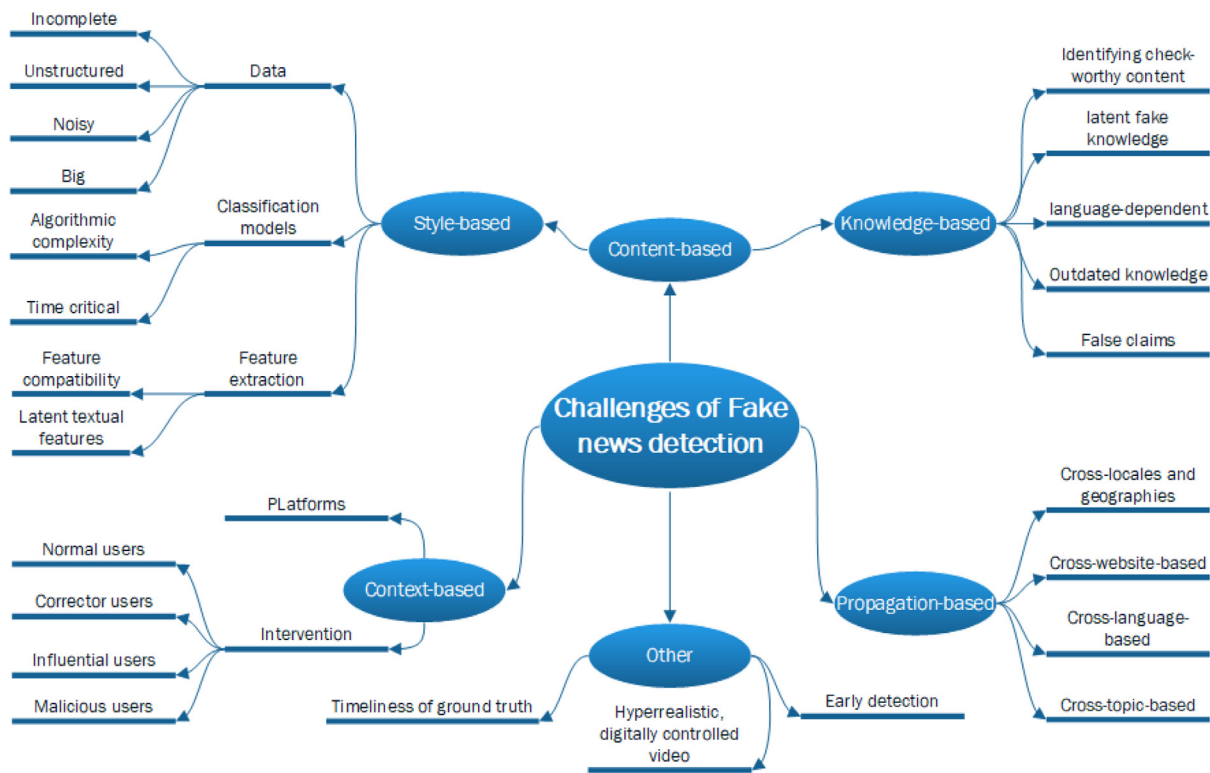 Incomplete
Unstructured
Noisy
Big
Data
Algorithmic
complexity
Time critical
Classification
models
Feature
compatibility
Latent textual
features
Feature
extraction
Style-based
Content-based
Knowledge-based
Identifying check-
worthy content
latent fake
knowledge
language-dependent
Outdated knowledge
False claims
Challenges of Fake
news detection
PLatforms
Context-based
Intervention
Normal users
Corrector users
Influential users
Malicious users
Other
Timeliness of ground truth
Hyperrealistic,
digitally controlled
video
Early detection
Propagation-based
Cross-locales and
geographies
Cross-website-based
Cross-language-
based
Cross-topic-based